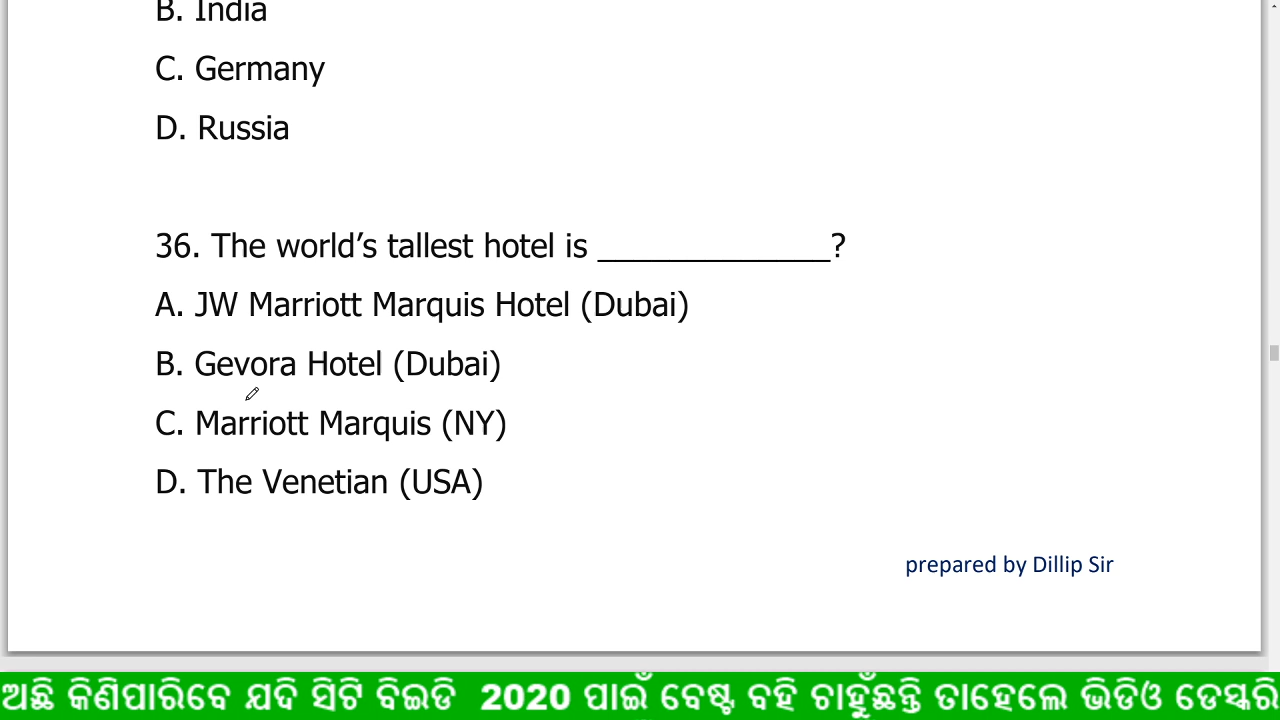 B. India
C. Germany
D. Russia
36. The world’s tallest hotel is ______________?
A. JW Marriott Marquis Hotel (Dubai)
B. Gevora Hotel (Dubai)
C. Marriott Marquis (NY)
D. The Venetian (USA)
prepared by Dillip Sir
ଅଛି କିଣିପାରିବେ ଯଦି ସିଟି ବିଇଡି 2020 ପାଇଁ ବେଷ୍ଟ ବହି ଚାହୁଁଛନ୍ତି ତାହେଲେ ଭିଡିଓ ଡେସ୍କରି